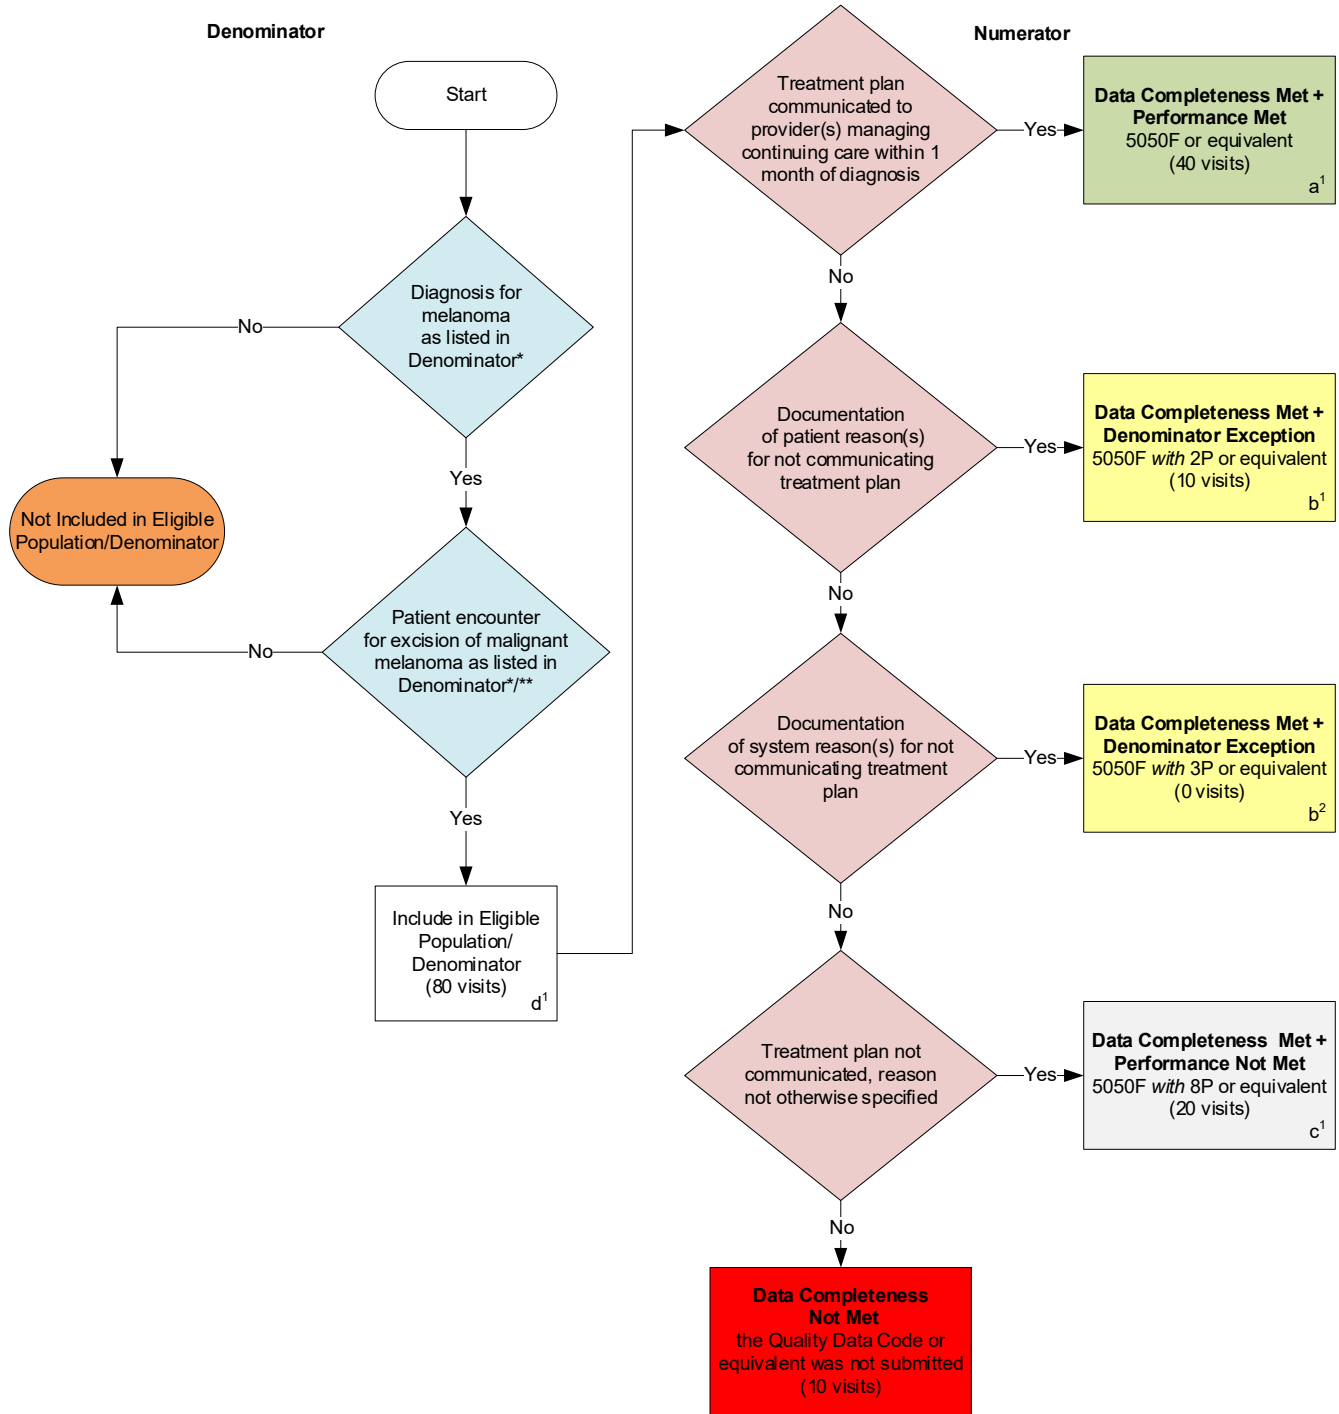 Denominator
Start
Diagnosis for
melanoma
as listed in
Denominator*
No
Yes
Not Included in Eligible
Population/Denominator
Patient encounter
for excision of malignant
melanoma as listed in
Denominator*/**
No
Yes
Include in Eligible
Population/
Denominator
(80 visits)
d¹
Numerator
Treatment plan
communicated to
provider(s) managing
continuing care within 1
month of diagnosis
Yes
Data Completeness Met +
Performance Met
5050F or equivalent
(40 visits)
a¹
No
Documentation
of patient reason(s)
for not communicating
treatment plan
Yes
Data Completeness Met +
Denominator Exception
5050F with 2P or equivalent
(10 visits)
b¹
No
Documentation
of system reason(s) for not
communicating treatment
plan
Yes
Data Completeness Met +
Denominator Exception
5050F with 3P or equivalent
(0 visits)
b²
No
Treatment plan not
communicated, reason
not otherwise specified
Yes
Data Completeness Met +
Performance Not Met
5050F with 8P or equivalent
(20 visits)
c¹
No
Data Completeness
Not Met
the Quality Data Code or
equivalent was not submitted
(10 visits)